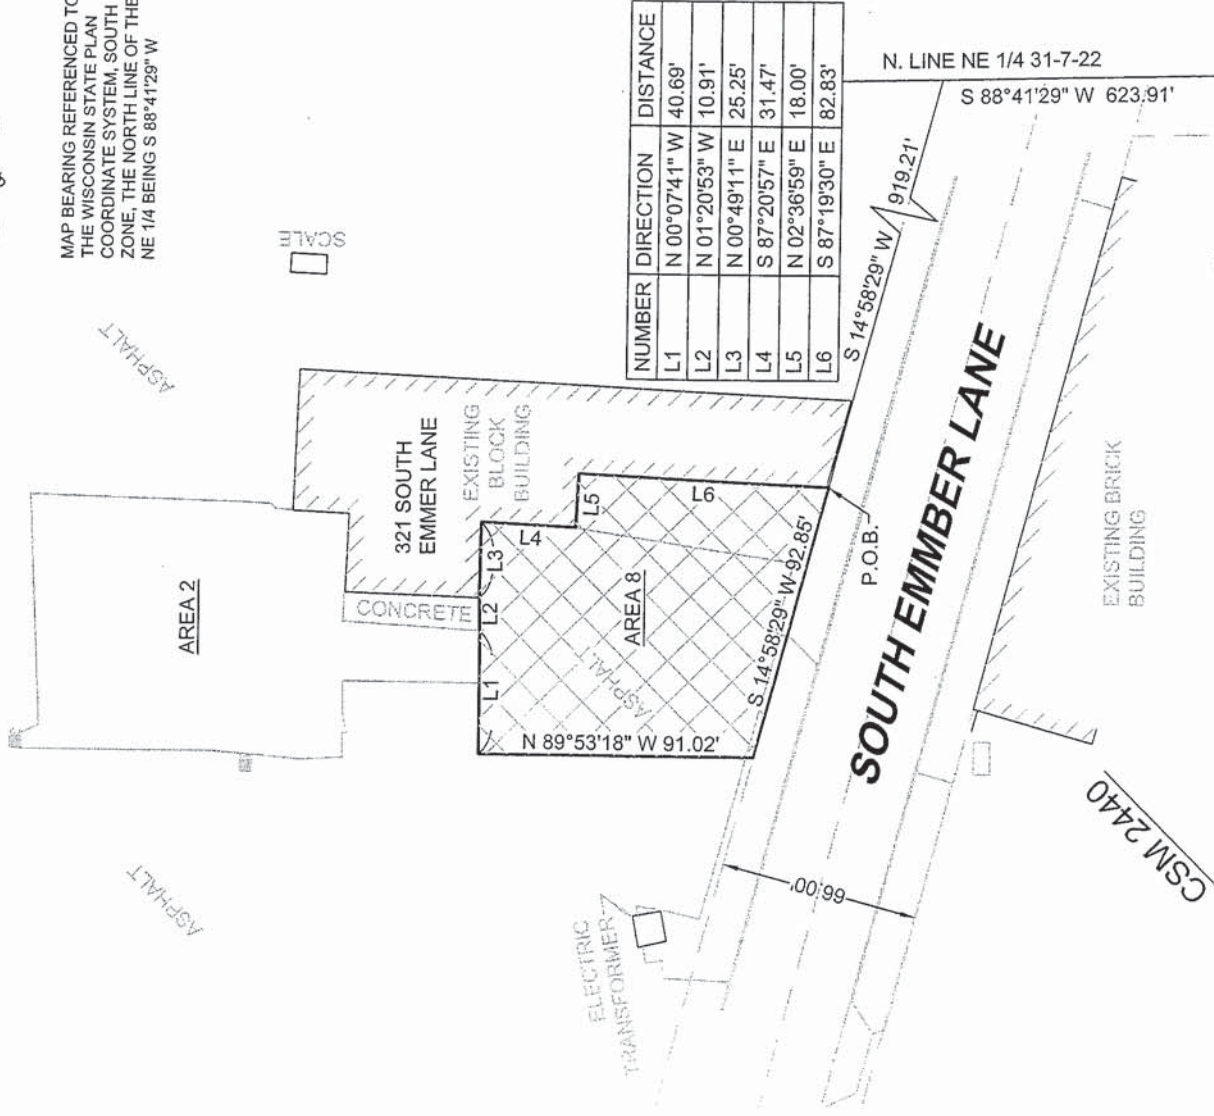 MAP BEARING REFERENCED TO
THE WISCONSIN STATE PLAN
COORDINATE SYSTEM, SOUTH
ZONE, THE NORTH LINE OF THE
NE 1/4 BEING S 88°41'29" W
SCALE
ASPHALT
NUMBER DIRECTION DISTANCE
L1 N 00°07'41" W 40.69'
L2 N 01°20'53" W 10.91'
L3 N 00°49'11" E 25.25'
L4 S 87°20'57" E 31.47'
L5 N 02°36'59" E 18.00'
L6 S 87°19'30" E 82.83'
N. LINE NE 1/4 31-7-22
S 88°41'29" W 623.91'
S 14°58'29" W 919.21'
321 SOUTH
EMMER LANE
EXISTING
BLOCK
BUILDING
AREA 2
CONCRETE
L1
L2
L3
L4
L5
L6
AREA 8
ASPHALT
S 14°58'29" W 92.85'
N 89°53'18" W 91.02'
P.O.B.
SOUTH EMMBER LANE
EXISTING BRICK
BUILDING
66.00'
ELECTRIC
TRANSFORMER
ASPHALT
CSM 2440